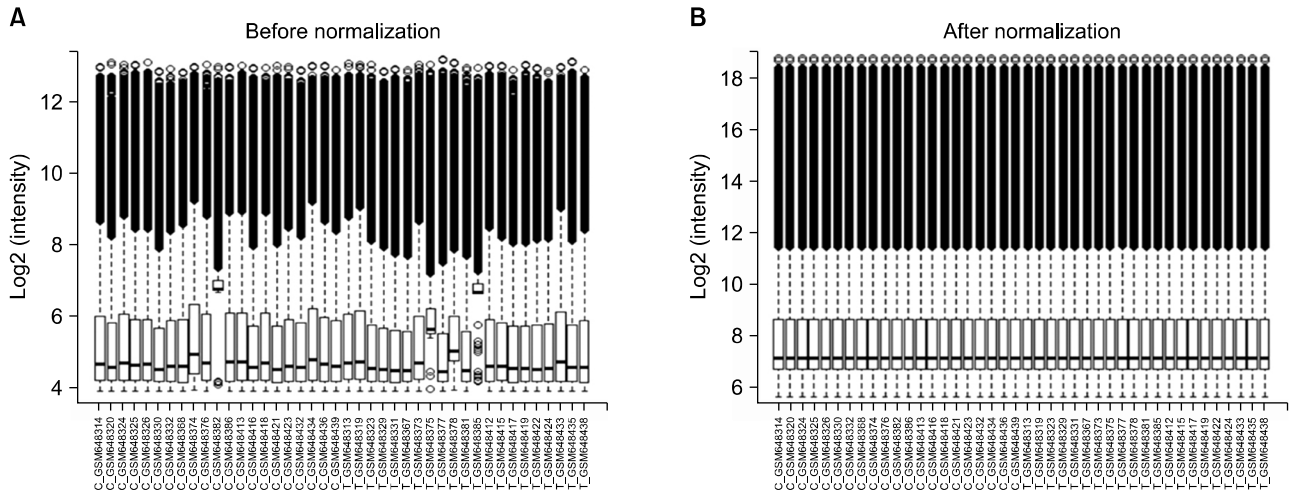 A
Before normalization
Log2 (intensity)
12
10
8
6
4
C_GSM648314
C_GSM648320
C_GSM648324
C_GSM648325
C_GSM648326
C_GSM648330
C_GSM648332
C_GSM648368
C_GSM648374
C_GSM648376
C_GSM648382
C_GSM648386
C_GSM648413
C_GSM648416
C_GSM648418
C_GSM648421
C_GSM648423
C_GSM648432
C_GSM648434
C_GSM648436
C_GSM648439
T_GSM648313
T_GSM648319
T_GSM648323
T_GSM648329
T_GSM648331
T_GSM648367
T_GSM648373
T_GSM648375
T_GSM648377
T_GSM648378
T_GSM648381
T_GSM648385
T_GSM648412
T_GSM648415
T_GSM648417
T_GSM648419
T_GSM648422
T_GSM648424
T_GSM648433
T_GSM648435
T_GSM648438
B
After normalization
Log2 (intensity)
18
16
14
12
10
8
6
C_GSM648314
C_GSM648320
C_GSM648324
C_GSM648325
C_GSM648326
C_GSM648330
C_GSM648332
C_GSM648368
C_GSM648374
C_GSM648376
C_GSM648382
C_GSM648386
C_GSM648413
C_GSM648416
C_GSM648418
C_GSM648421
C_GSM648423
C_GSM648432
C_GSM648434
C_GSM648436
C_GSM648439
T_GSM648313
T_GSM648319
T_GSM648323
T_GSM648329
T_GSM648331
T_GSM648367
T_GSM648373
T_GSM648375
T_GSM648377
T_GSM648378
T_GSM648381
T_GSM648385
T_GSM648412
T_GSM648415
T_GSM648417
T_GSM648419
T_GSM648422
T_GSM648424
T_GSM648433
T_GSM648435
T_GSM648438